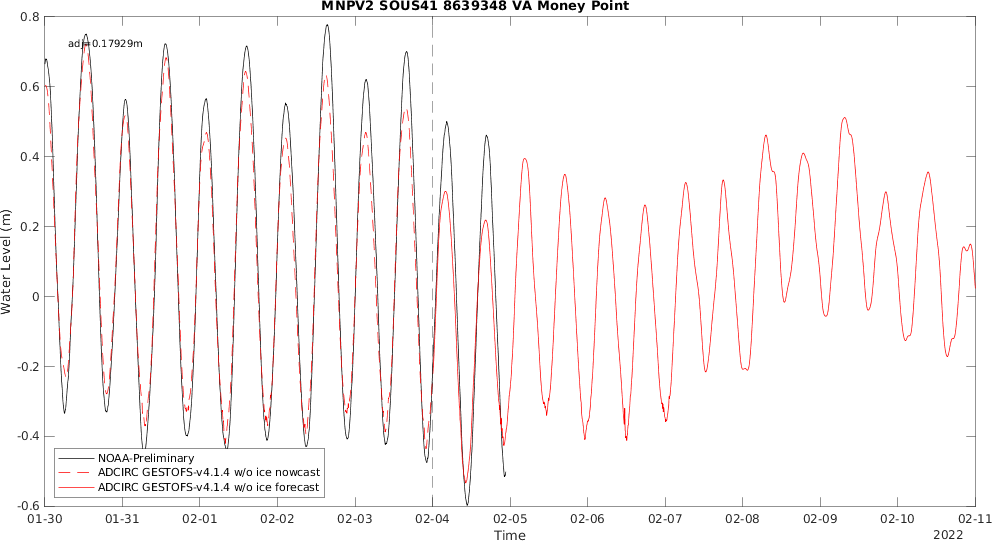 MNPV2 SOUS41 8639348 VA Money Point
adj=0.17929m
0.8
0.6
0.4
0.2
0
-0.2
-0.4
-0.6
Water Level (m)
NOAA-Preliminary
ADCIRC GESTOFS-v4.1.4 w/o ice nowcast
ADCIRC GESTOFS-v4.1.4 w/o ice forecast
01-30 01-31 02-01 02-02 02-03 02-04 02-05 02-06 02-07 02-08 02-09 02-10 02-11
Time
2022